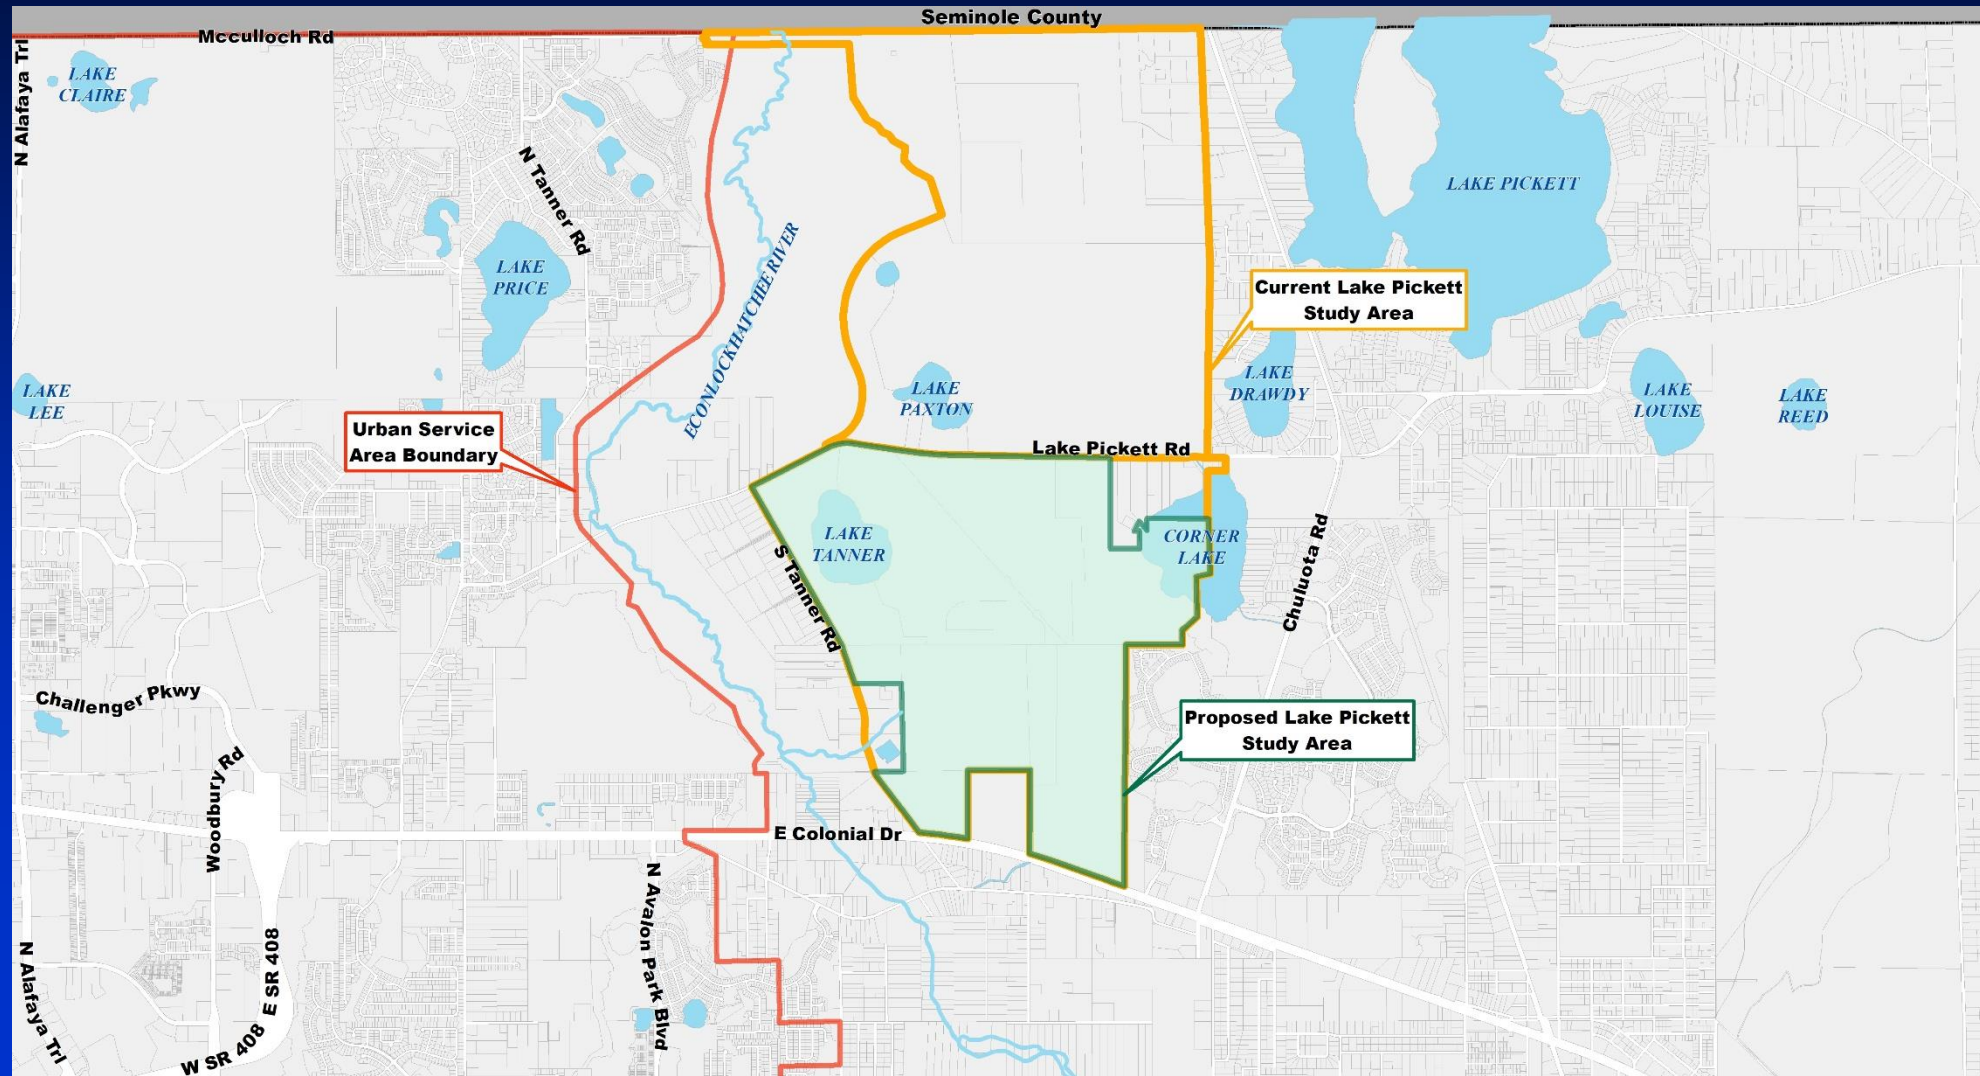 Seminole County
Mcculloch Rd
N Alafaya Trl
LAKE
CLAIRE
N Tanner Rd
LAKE PICKETT
LAKE
PRICE
ECONLOCKHATCHEE RIVER
Current Lake Pickett
Study Area
LAKE
LEE
LAKE
PAXTON
LAKE
DRAWDY
LAKE
LOUISE
LAKE
REED
Urban Service
Area Boundary
Lake Pickett Rd
LAKE
TANNER
CORNER
LAKE
S Tanner Rd
Chuluota Rd
Challenger Pkwy
Proposed Lake Pickett
Study Area
Woodbury Rd
E Colonial Dr
N Avalon Park Blvd
N Alafaya Trl
E SR 408
W SR 408